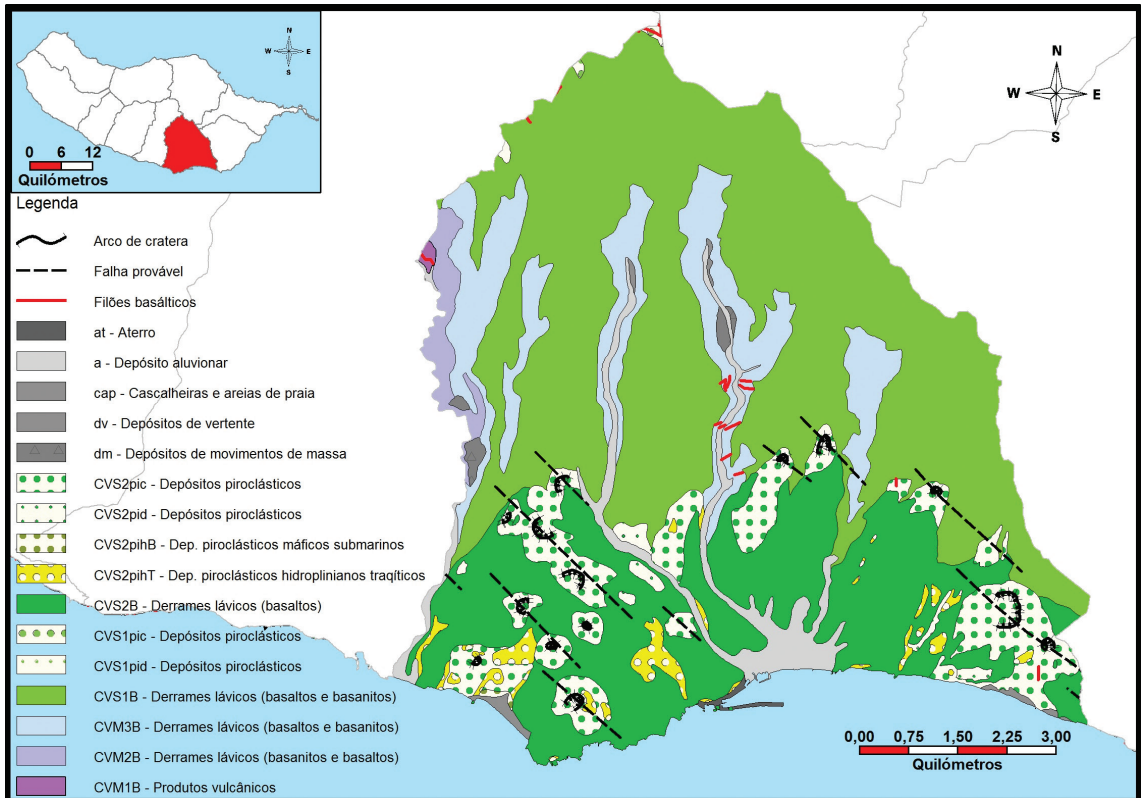 N
W E
S
0 6 12
Quilómetros
Legenda
Arco de cratera
Falha provável
Filões basálticos
at - Aterro
a - Depósito aluvionar
cap - Cascalheiras e areias de praia
dv - Depósitos de vertente
dm - Depósitos de movimentos de massa
CVS2pic - Depósitos piroclásticos
CVS2pid - Depósitos piroclásticos
CVS2pihB - Dep. piroclásticos máficos submarinos
CVS2pihT - Dep. piroclásticos hidroplinianos traqíticos
CVS2B - Derrames lávicos (basaltos)
CVS1pic - Depósitos piroclásticos
CVS1pid - Depósitos piroclásticos
CVS1B - Derrames lávicos (basaltos e basanitos)
CVM3B - Derrames lávicos (basaltos e basanitos)
CVM2B - Derrames lávicos (basanitos e basaltos)
CVM1B - Produtos vulcânicos
N
W E
S
0,00 0,75 1,50 2,25 3,00
Quilómetros